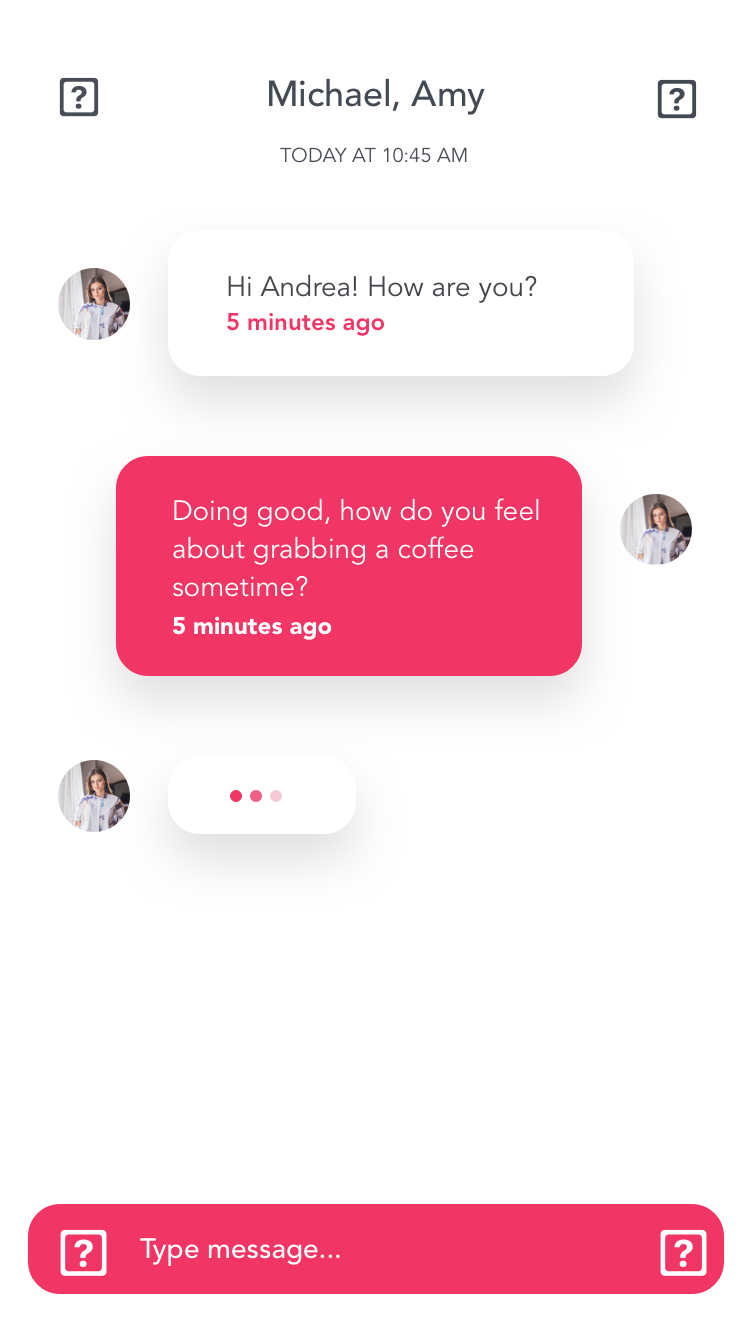 Michael, Amy
TODAY AT 10:45 AM
Hi Andrea! How are you?
5 minutes ago
Doing good, how do you feel
about grabbing a coffee
sometime?
5 minutes ago
Type message...